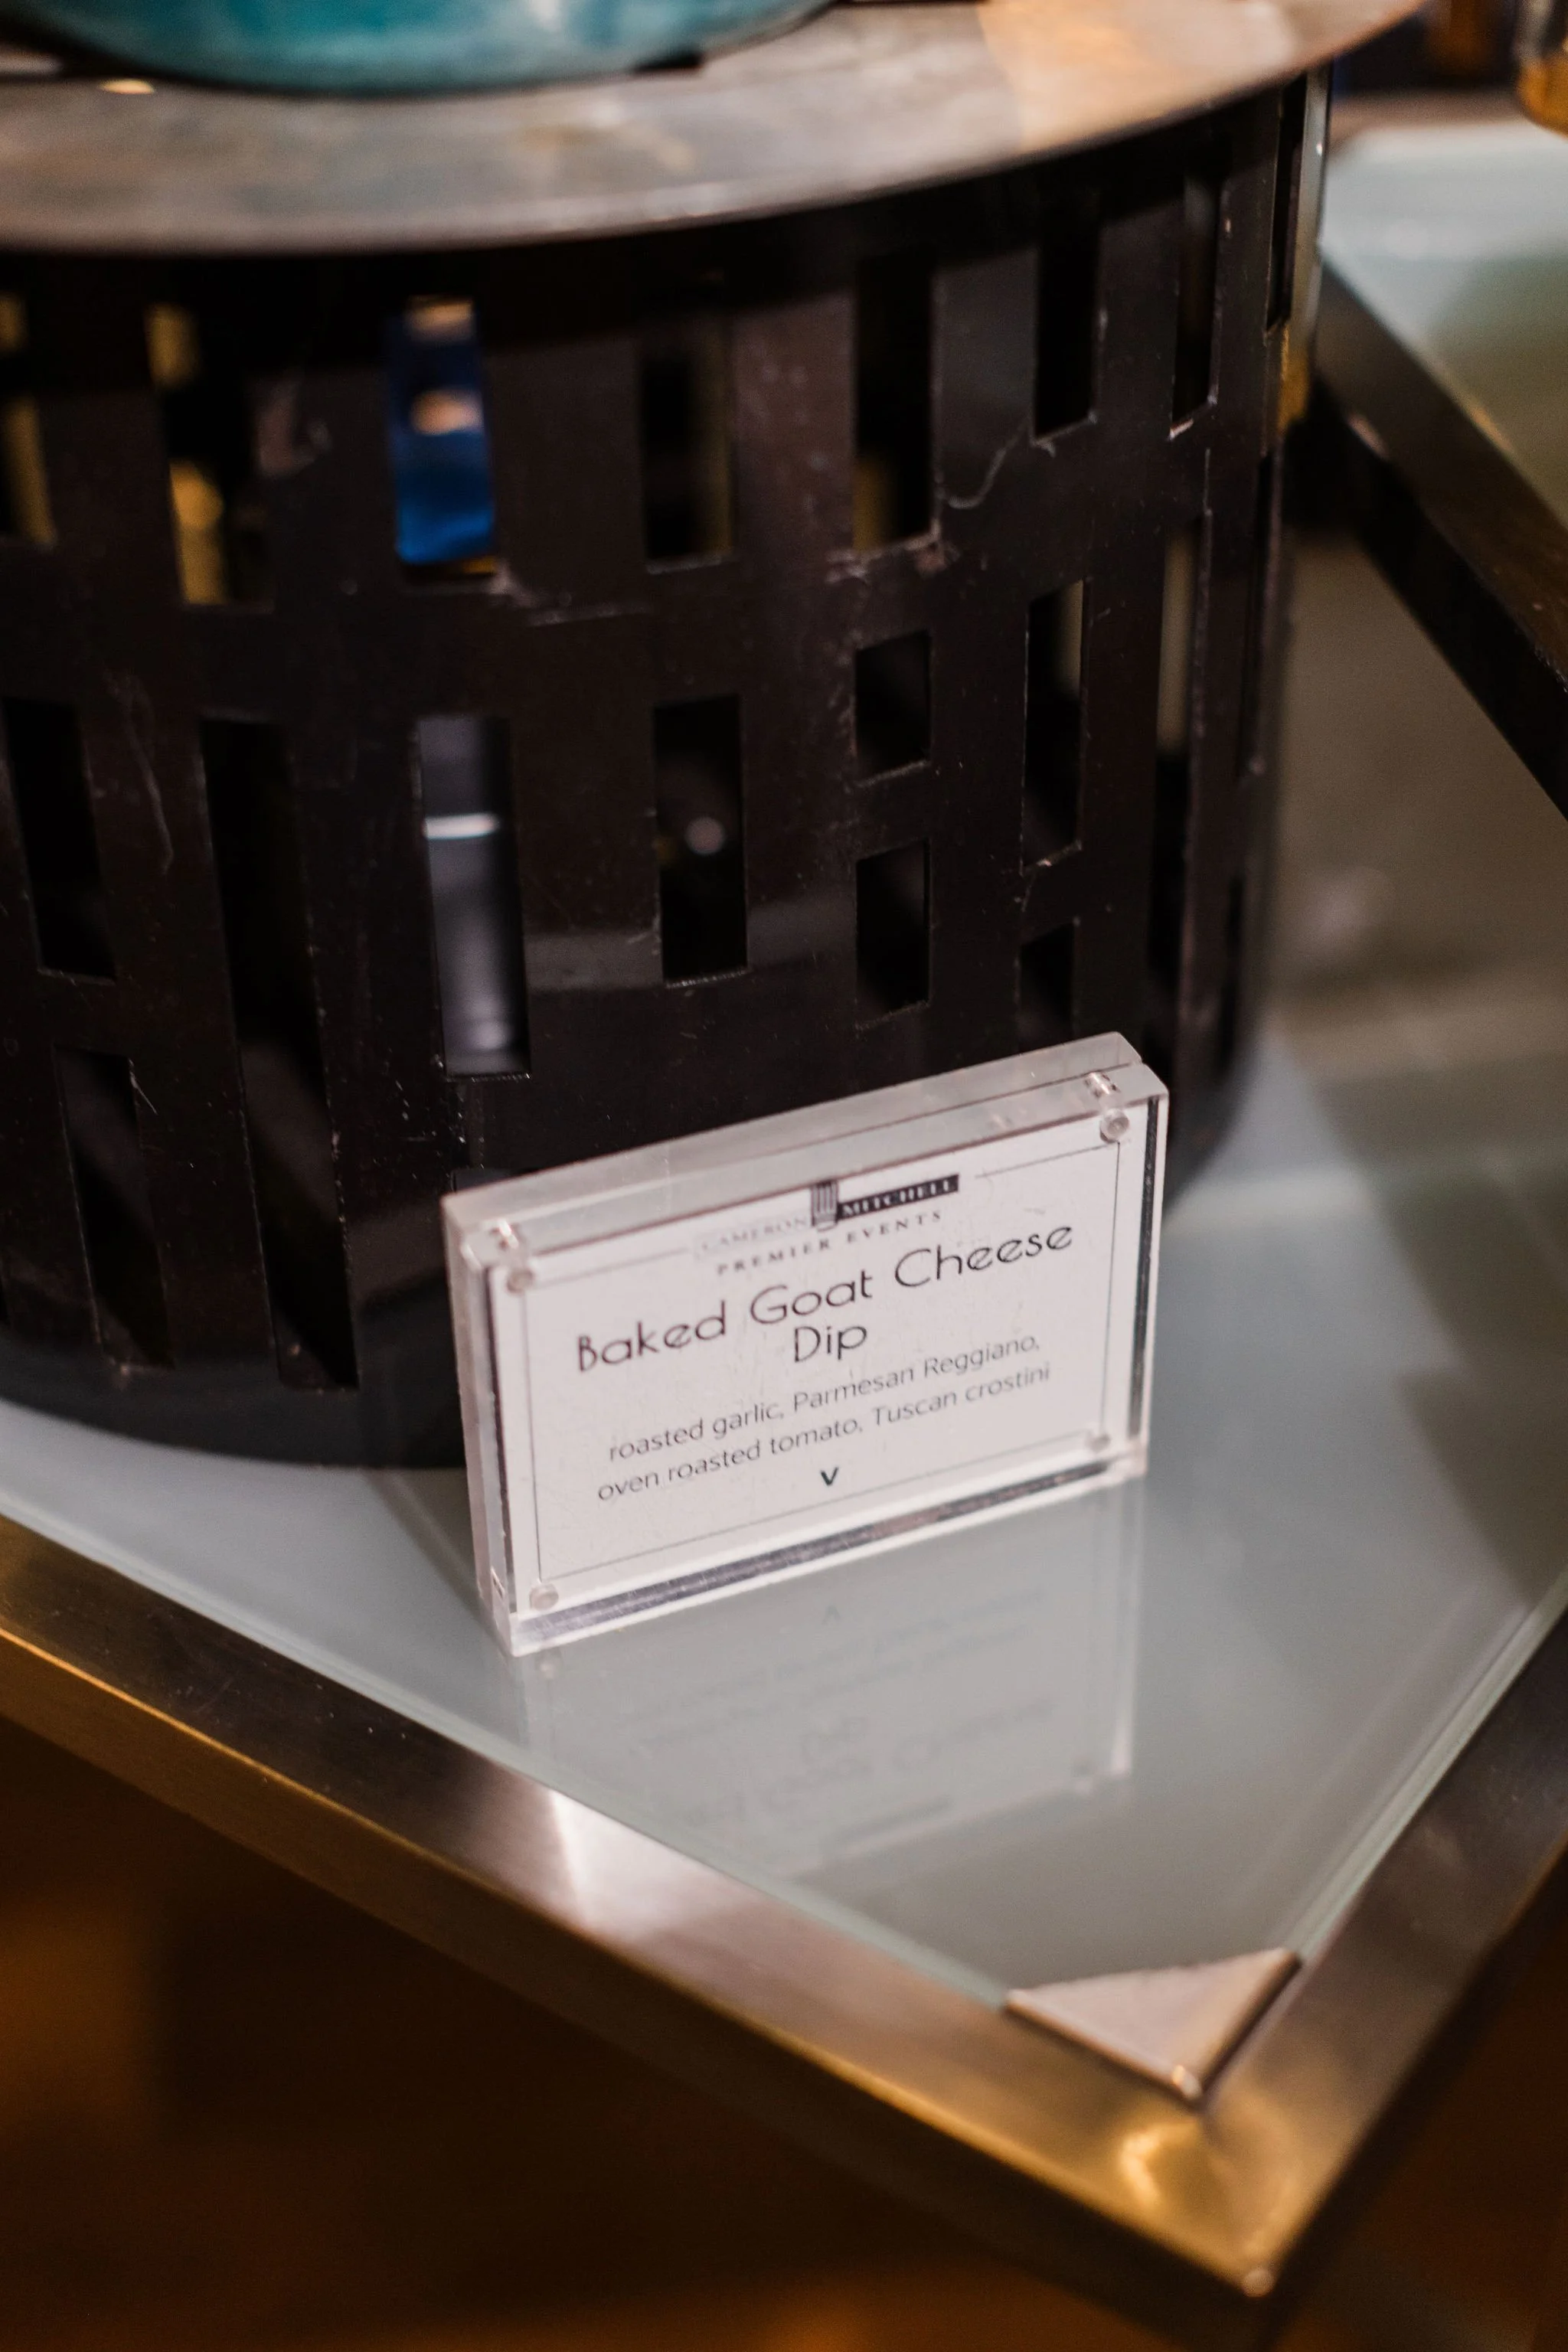 CAMERON MITCHELL
PREMIER EVENTS
Baked Goat Cheese
Dip
roasted garlic, Parmesan Reggiano,
oven roasted tomato, Tuscan crostini
V